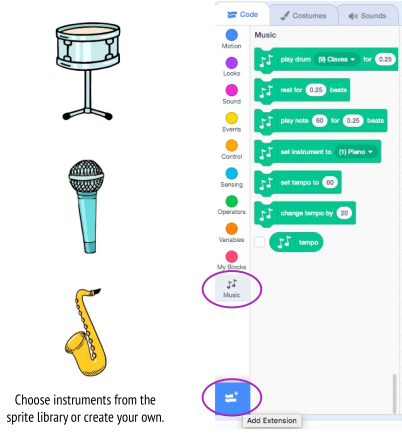 Code
Costumes
Sounds
Motion
Looks
Sound
Events
Control
Sensing
Operators
Variables
My Blocks
Music
Music
play drum (9) Claves for 0.25
rest for 0.25 beats
play note 60 for 0.25 beats
set instrument to (1) Piano
set tempo to 60
change tempo by 20
tempo
Add Extension
Choose instruments from the
sprite library or create your own.